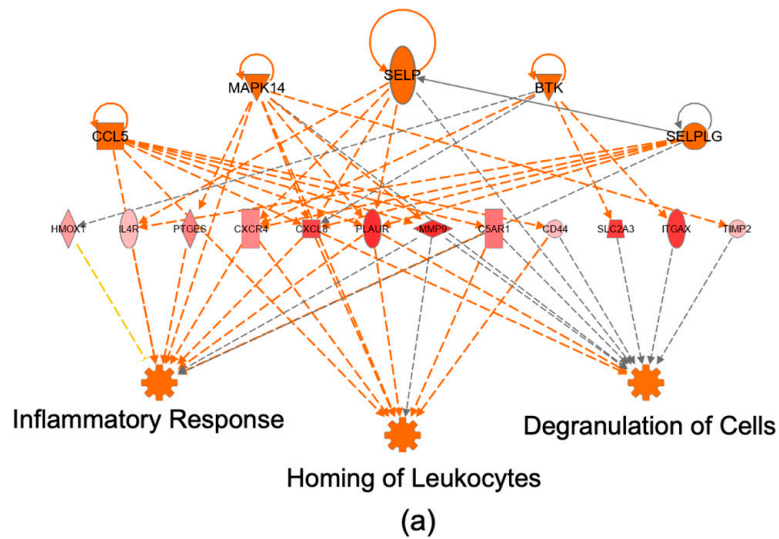 SELP
MAPK14
BTK
CCL5
SELPLG
HMOX1
IL4R
PTGES
CXCR4
CXCL8
PLAUR
MMP9
C5AR1
CD44
SLC2A3
ITGAX
TIMP2
Inflammatory Response
Degranulation of Cells
Homing of Leukocytes
(a)